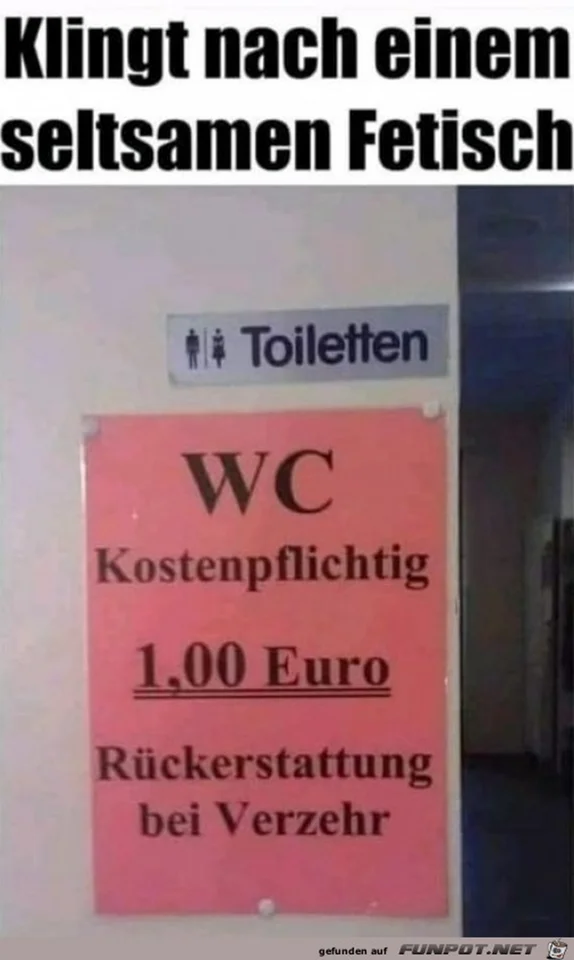 Klingt nach einem
seltsamen Fetisch
Toiletten
WC
Kostenpflichtig
1,00 Euro
Rückerstattung
bei Verzehr
gefunden auf FUNPOT.NET